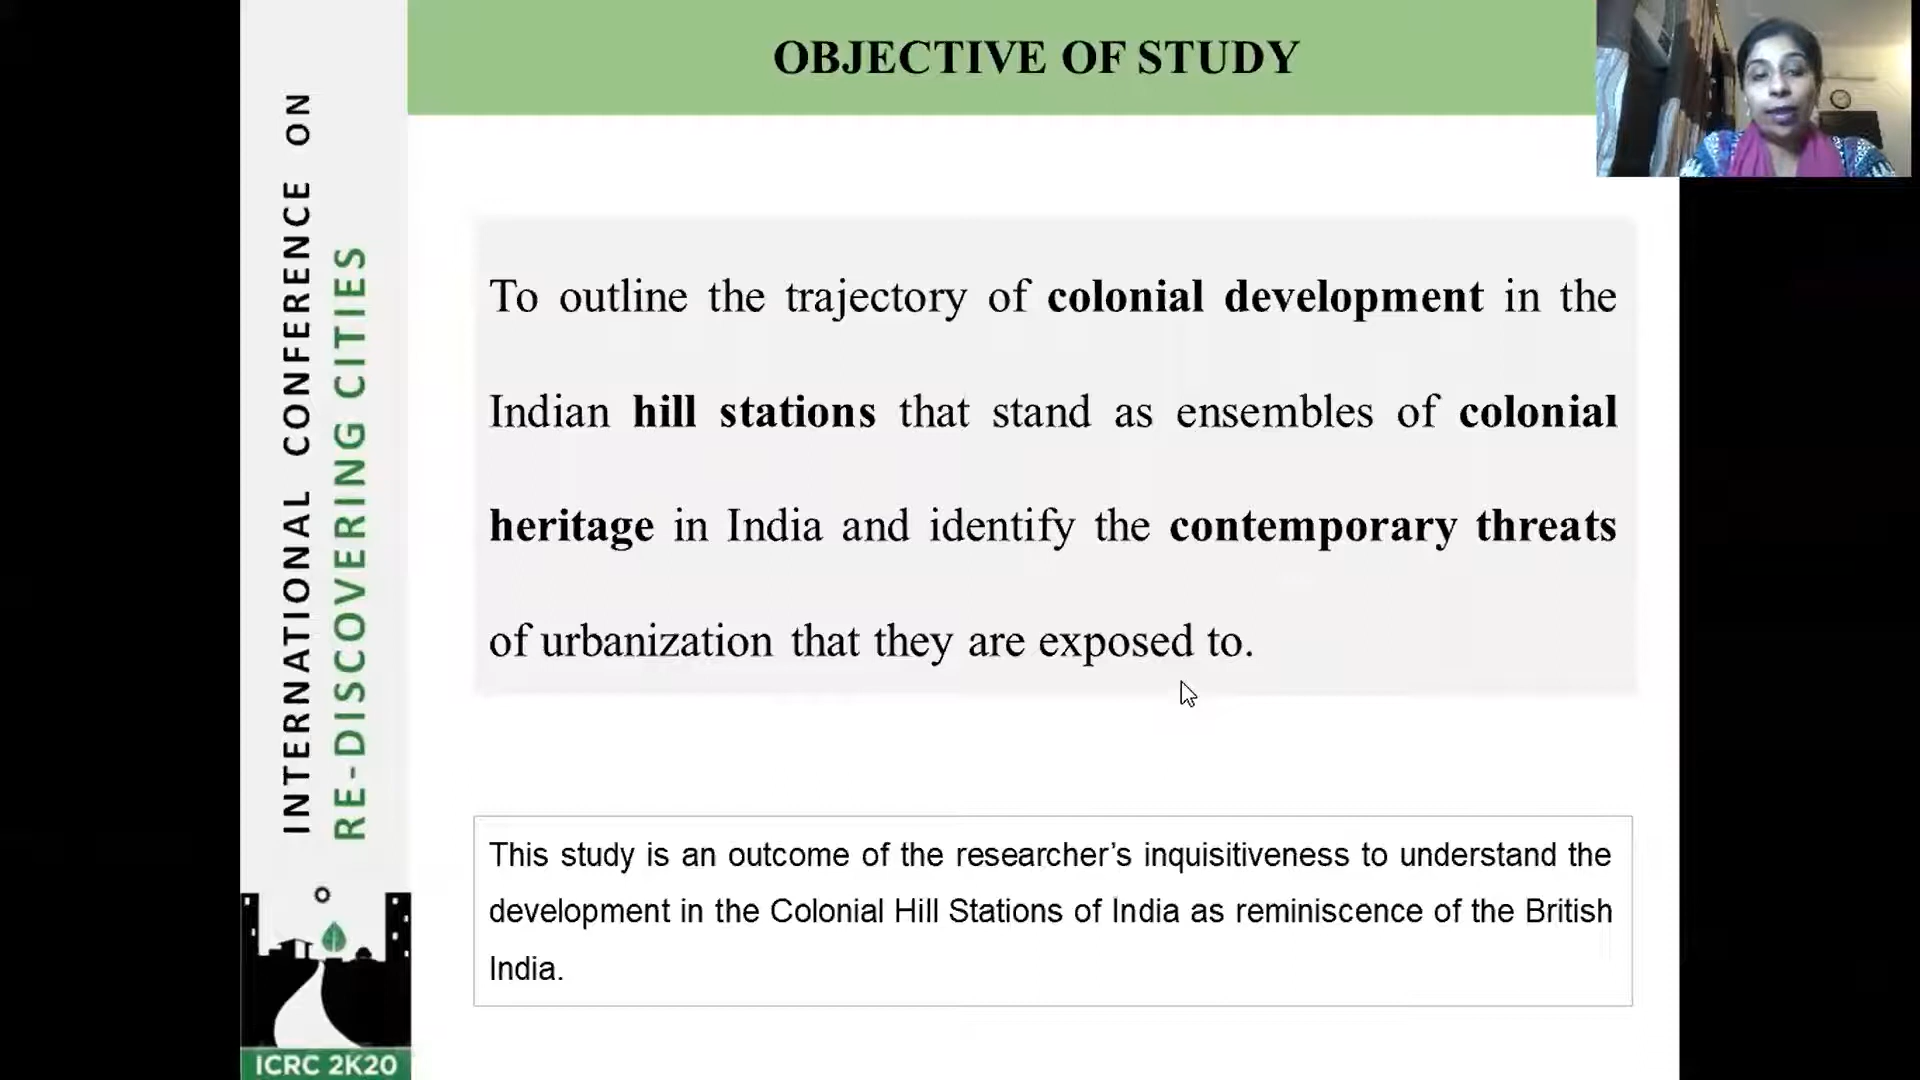 OBJECTIVE OF STUDY
INTERNATIONAL CONFERENCE ON
RE-DISCOVERING CITIES
To outline the trajectory of colonial development in the
Indian hill stations that stand as ensembles of colonial
heritage in India and identify the contemporary threats
of urbanization that they are exposed to.
This study is an outcome of the researcher’s inquisitiveness to understand the
development in the Colonial Hill Stations of India as reminiscence of the British
India.
ICRC 2K20